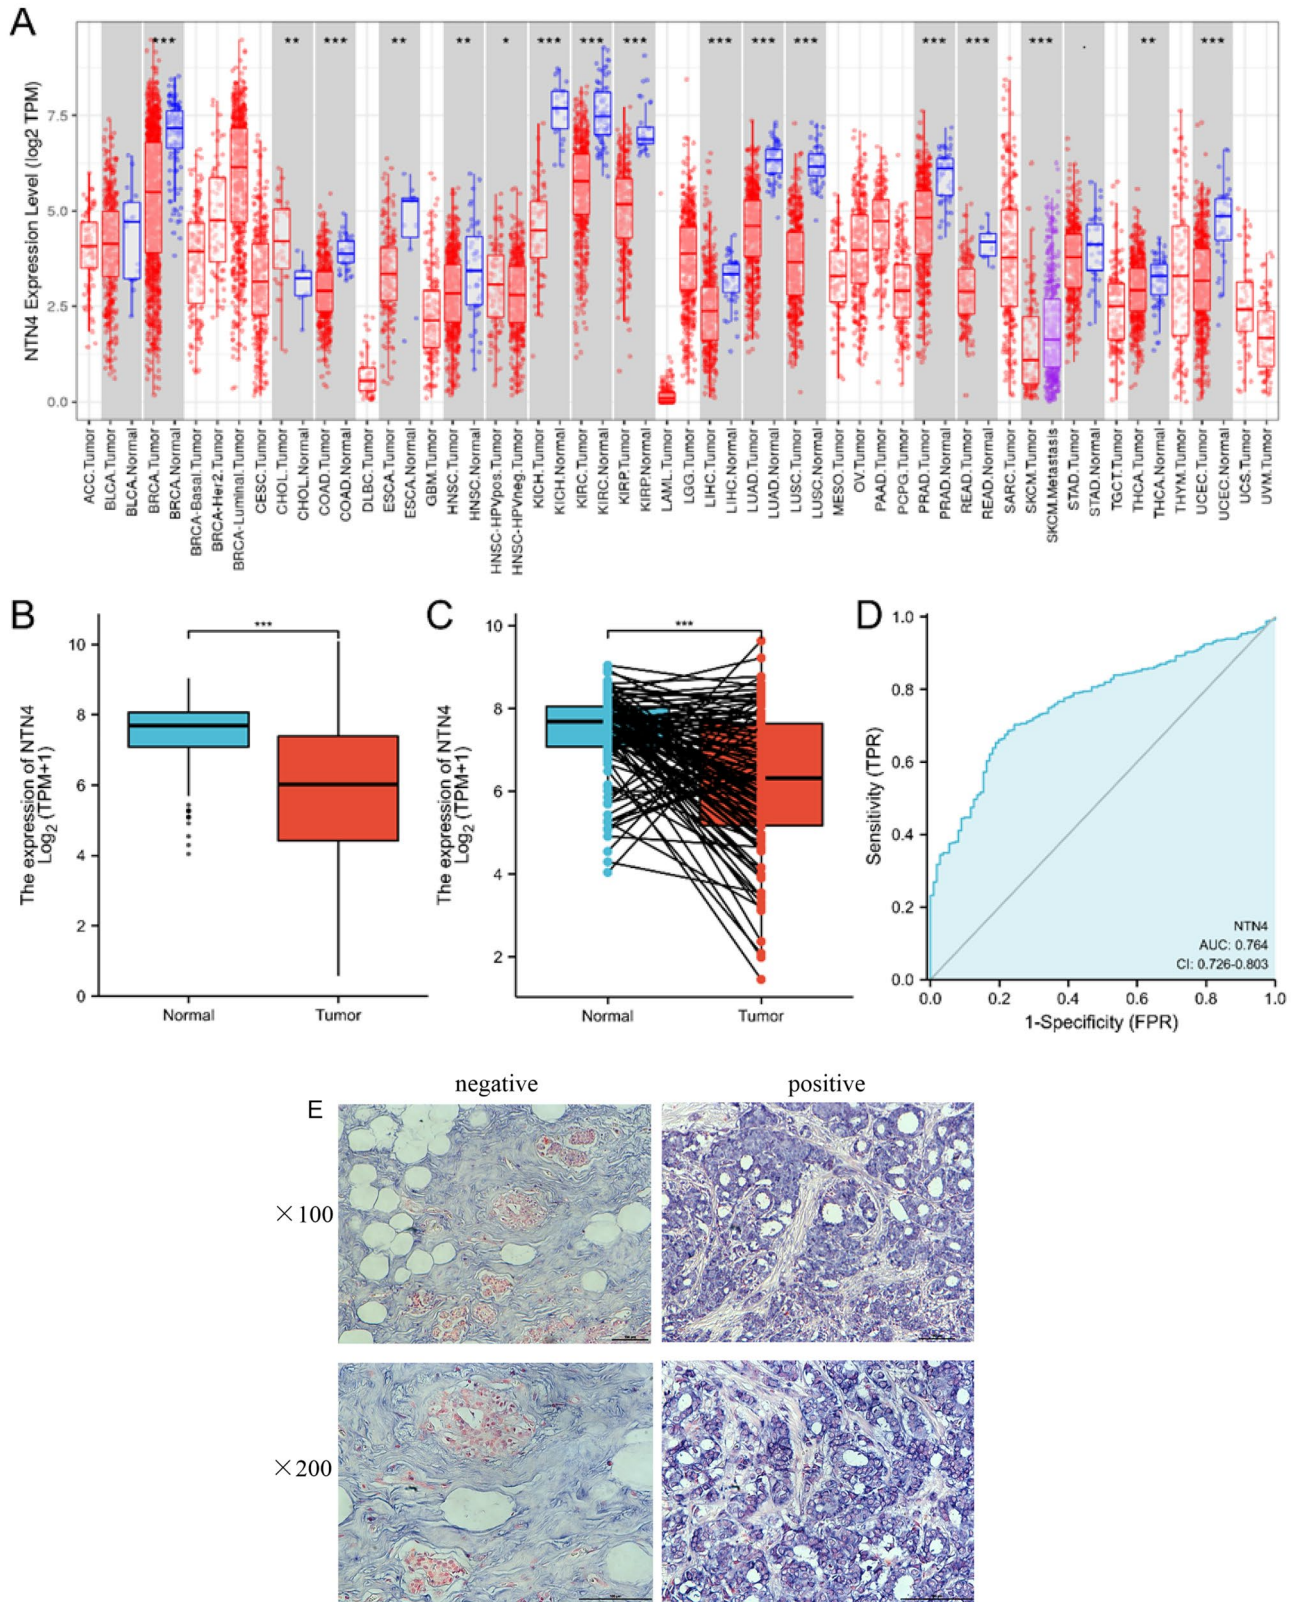 A
NTN4 Expression Level (log2 TPM)
7.5
5.0
2.5
0.0
*** ** *** ** ** * *** *** *** *** *** *** *** *** *** . ** ***
ACC.Tumor
BLCA.Tumor
BLCA.Normal
BRCA.Tumor
BRCA.Normal
BRCA-Basal.Tumor
BRCA-Her2.Tumor
BRCA-Luminal.Tumor
CESC.Tumor
CHOL.Tumor
CHOL.Normal
COAD.Tumor
COAD.Normal
DLBC.Tumor
ESCA.Tumor
ESCA.Normal
GBM.Tumor
HNSC.Tumor
HNSC.Normal
HNSC-HPVpos.Tumor
HNSC-HPVneg.Tumor
KICH.Tumor
KICH.Normal
KIRC.Tumor
KIRC.Normal
KIRP.Tumor
KIRP.Normal
LAML.Tumor
LGG.Tumor
LIHC.Tumor
LIHC.Normal
LUAD.Tumor
LUAD.Normal
LUSC.Tumor
LUSC.Normal
MESO.Tumor
OV.Tumor
PAAD.Tumor
PCPG.Tumor
PRAD.Tumor
PRAD.Normal
READ.Tumor
READ.Normal
SARC.Tumor
SKCM.Tumor
SKCM.Metastasis
STAD.Tumor
STAD.Normal
TGCT.Tumor
THCA.Tumor
THCA.Normal
THYM.Tumor
UCEC.Tumor
UCEC.Normal
UCS.Tumor
UVM.Tumor
B
The expression of NTN4
Log2 (TPM+1)
10
8
6
4
2
0
***
Normal Tumor
C
The expression of NTN4
Log2 (TPM+1)
10
8
6
4
2
***
Normal Tumor
D
Sensitivity (TPR)
1.0
0.8
0.6
0.4
0.2
0.0
NTN4
AUC: 0.764
CI: 0.726-0.803
0.0 0.2 0.4 0.6 0.8 1.0
1-Specificity (FPR)
negative positive
E
×100
×200